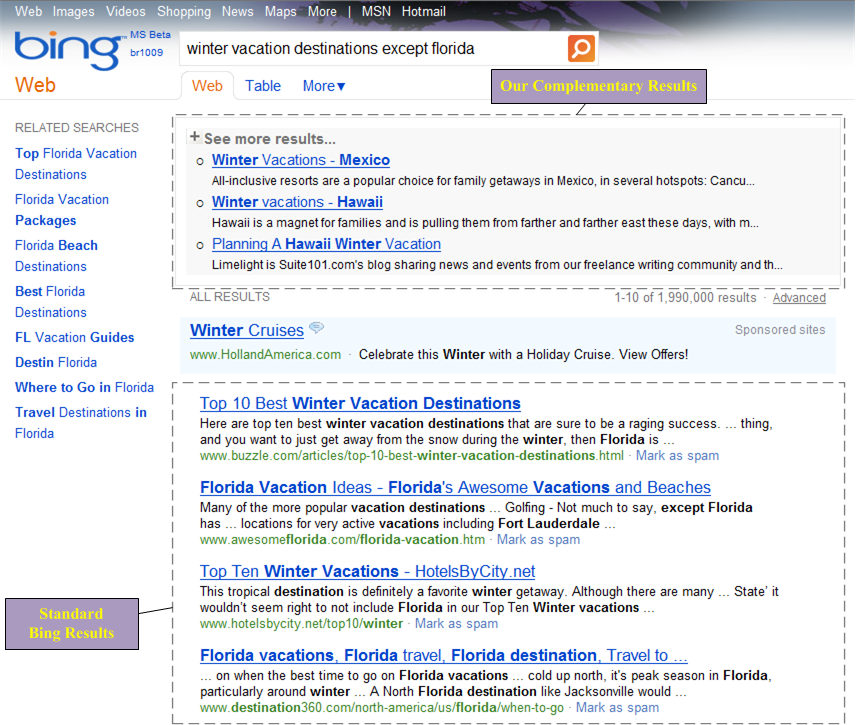 Web Images Videos Shopping News Maps More | MSN Hotmail
bing™ MS Beta
br1009
winter vacation destinations except florida
Web
Web Table More▾
Our Complementary Results
RELATED SEARCHES
Top Florida Vacation
Destinations
Florida Vacation
Packages
Florida Beach
Destinations
Best Florida
Destinations
FL Vacation Guides
Destin Florida
Where to Go in Florida
Travel Destinations in
Florida
+ See more results...
o Winter Vacations - Mexico
All-inclusive resorts are a popular choice for family getaways in Mexico, in several hotspots: Cancu...
o Winter vacations - Hawaii
Hawaii is a magnet for families and is pulling them from farther and farther east these days, with m...
o Planning A Hawaii Winter Vacation
Limelight is Suite101.com's blog sharing news and events from our freelance writing community and th...
ALL RESULTS 1-10 of 1,990,000 results · Advanced
Winter Cruises Sponsored sites
www.HollandAmerica.com · Celebrate this Winter with a Holiday Cruise. View Offers!
Top 10 Best Winter Vacation Destinations
Here are top ten best winter vacation destinations that are sure to be a raging success. ... thing,
and you want to just get away from the snow during the winter, then Florida is ...
www.buzzle.com/articles/top-10-best-winter-vacation-destinations.html · Mark as spam
Florida Vacation Ideas - Florida's Awesome Vacations and Beaches
Many of the more popular vacation destinations ... Golfing - Not much to say, except Florida
has ... locations for very active vacations including Fort Lauderdale ...
www.awesomeflorida.com/florida-vacation.htm · Mark as spam
Top Ten Winter Vacations - HotelsByCity.net
This tropical destination is definitely a favorite winter getaway. Although there are many ... State' it
wouldn't seem right to not include Florida in our Top Ten Winter vacations ...
www.hotelsbycity.net/top10/winter · Mark as spam
Florida vacations, Florida travel, Florida destination, Travel to ...
... on when the best time to go on Florida vacations ... cold up north, it's peak season in Florida,
particularly around winter ... A North Florida destination like Jacksonville would ...
www.destination360.com/north-america/us/florida/when-to-go · Mark as spam
Standard
Bing Results